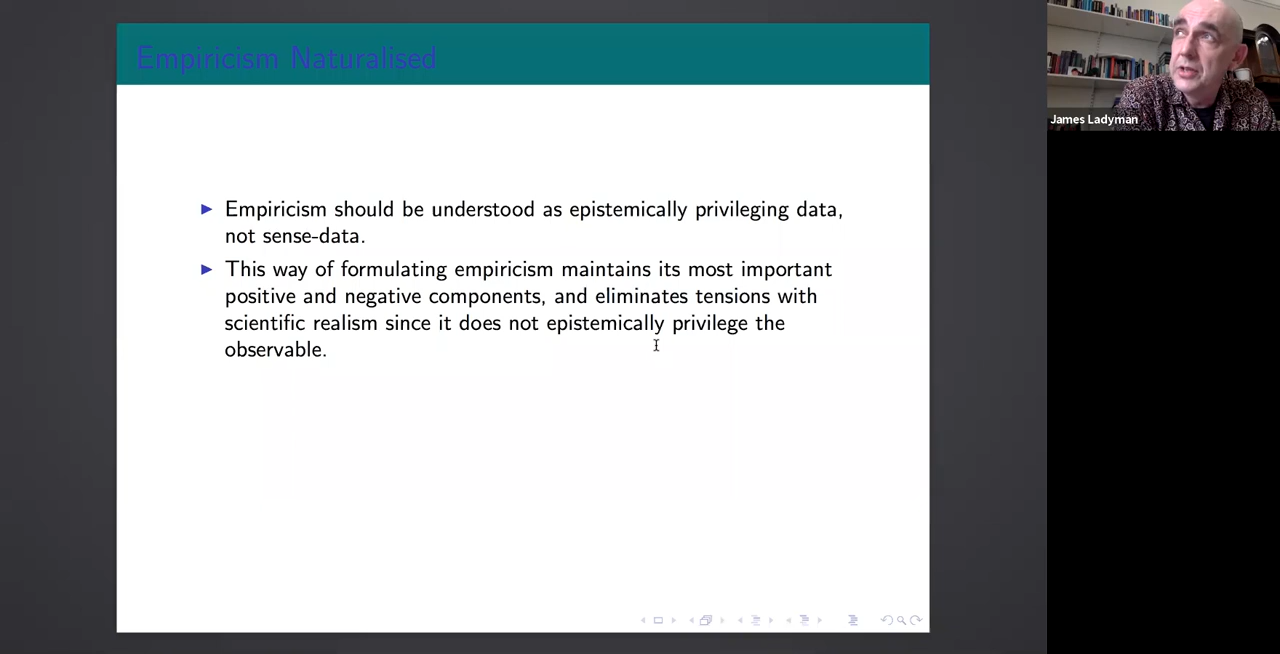 Empiricism Naturalised
Empiricism should be understood as epistemically privileging data,
not sense-data.
This way of formulating empiricism maintains its most important
positive and negative components, and eliminates tensions with
scientific realism since it does not epistemically privilege the
observable.
James Ladyman